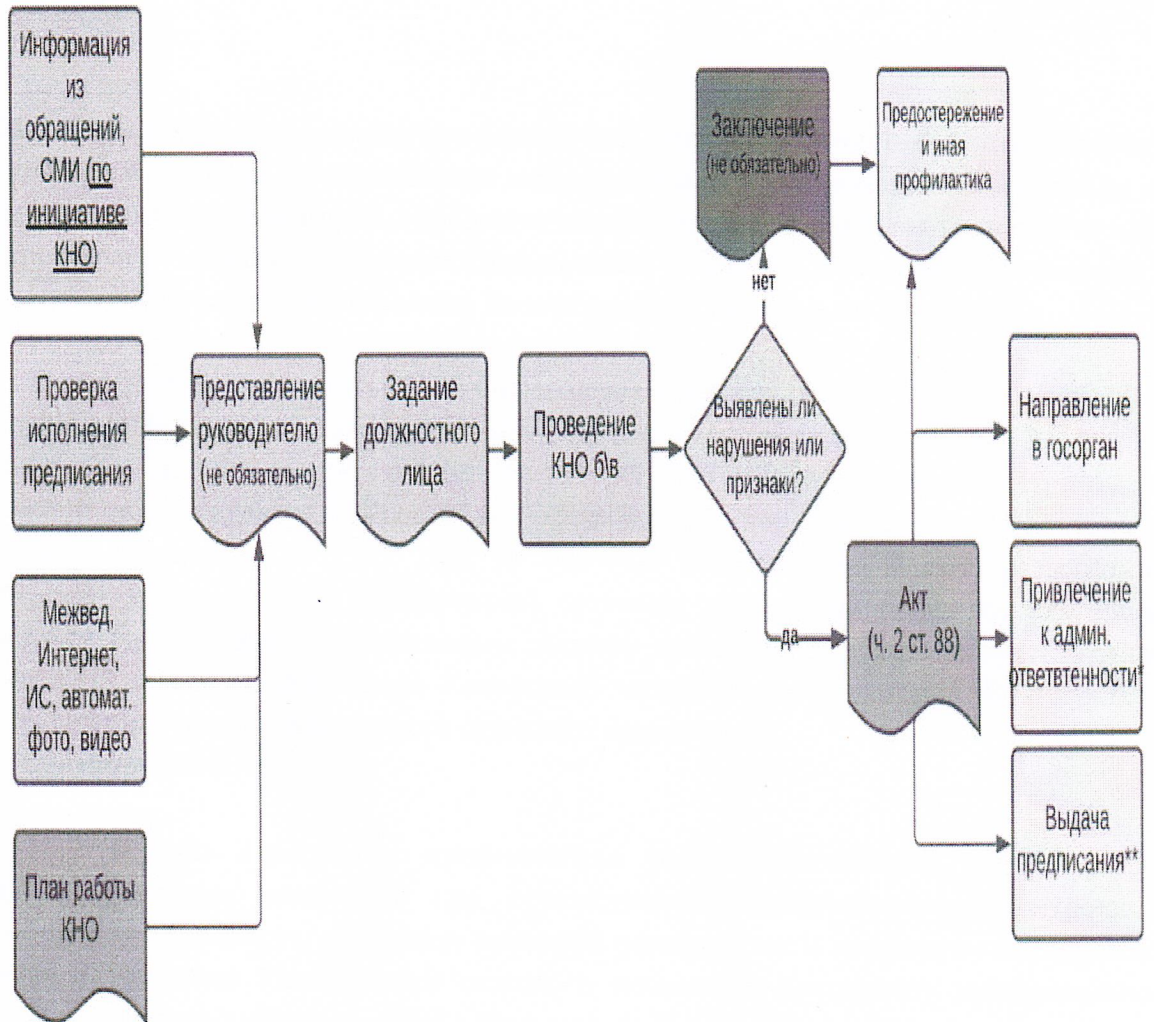 Информация
из
обращений,
СМИ (по
инициативе
КНО)
Проверка
исполнения
предписания
Межвед,
Интернет,
ИС, автомат.
фото, видео
План работы
КНО
Представление
руководителю
(не обязательно)
Задание
должностного
лица
Проведение
КНО б\в
Выявлены ли
нарушения или
признаки?
нет
Заключение
(не обязательно)
Предостережение
и иная
профилактика
да
Акт
(ч. 2 ст. 88)
Направление
в госорган
Привлечение
к админ.
ответвтенности*
Выдача
предписания**